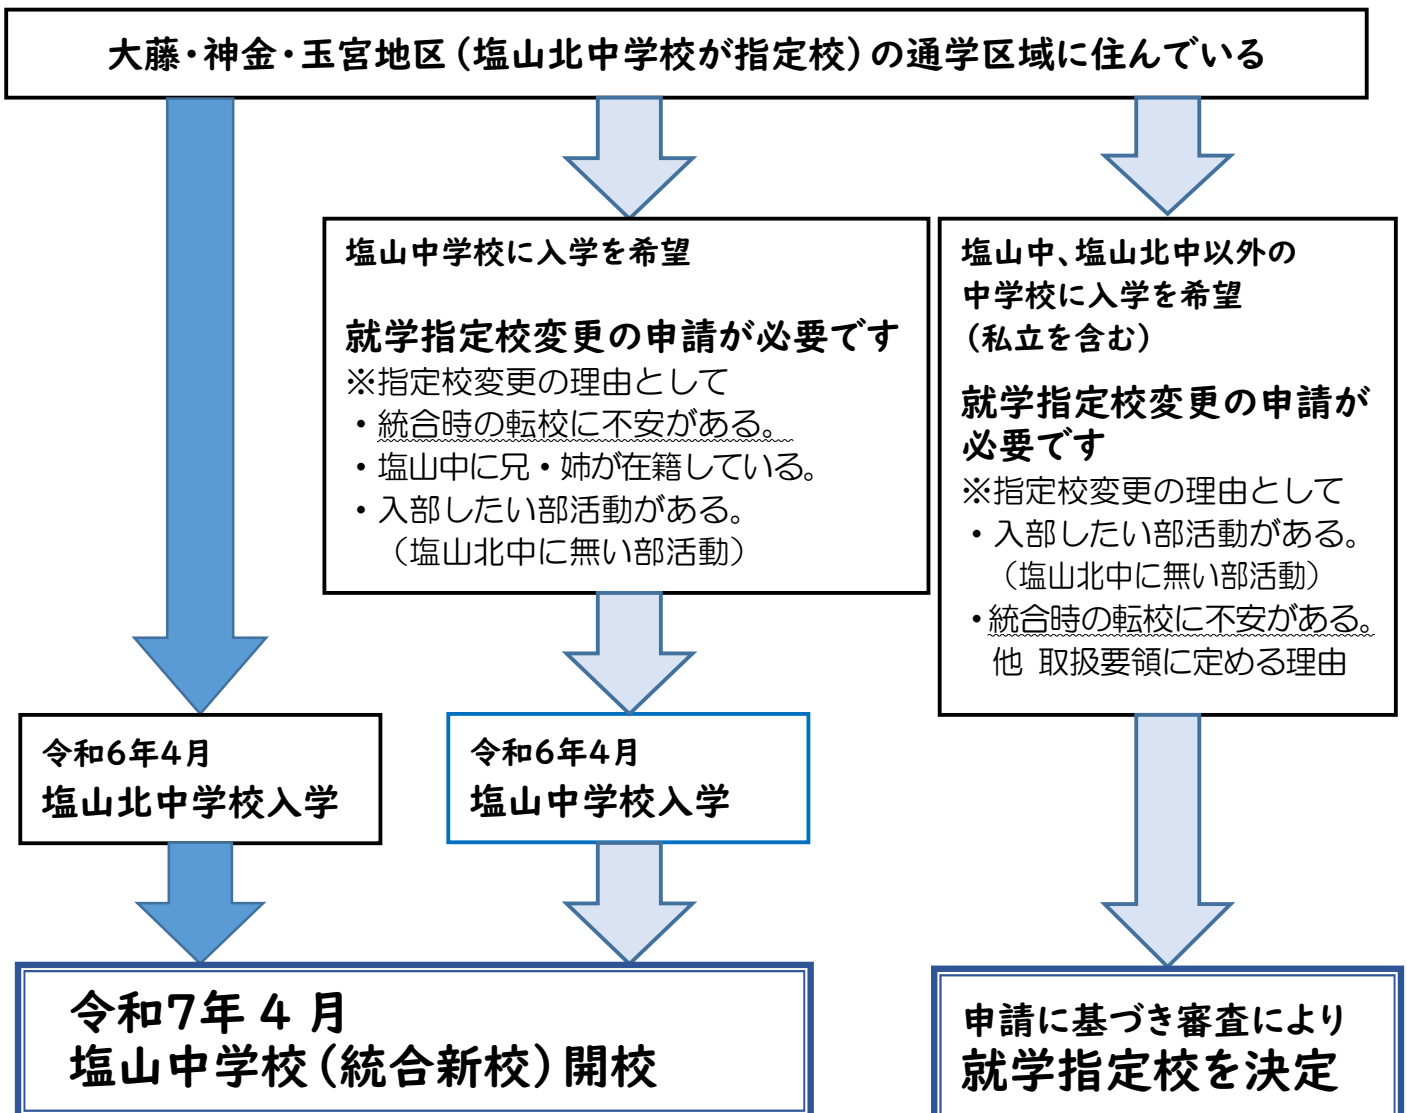 大藤・神金・玉宮地区（塩山北中学校が指定校）の通学区域に住んでいる
塩山中学校に入学を希望
就学指定校変更の申請が必要です
※指定校変更の理由として
・統合時の転校に不安がある。
・塩山中に兄・姉が在籍している。
・入部したい部活動がある。
（塩山北中に無い部活動）
塩山中、塩山北中以外の
中学校に入学を希望
（私立を含む）
就学指定校変更の申請が
必要です
※指定校変更の理由として
・入部したい部活動がある。
（塩山北中に無い部活動）
・統合時の転校に不安がある。
他 取扱要領に定める理由
令和6年4月
塩山北中学校入学
令和6年4月
塩山中学校入学
令和7年４月
塩山中学校（統合新校）開校
申請に基づき審査により
就学指定校を決定